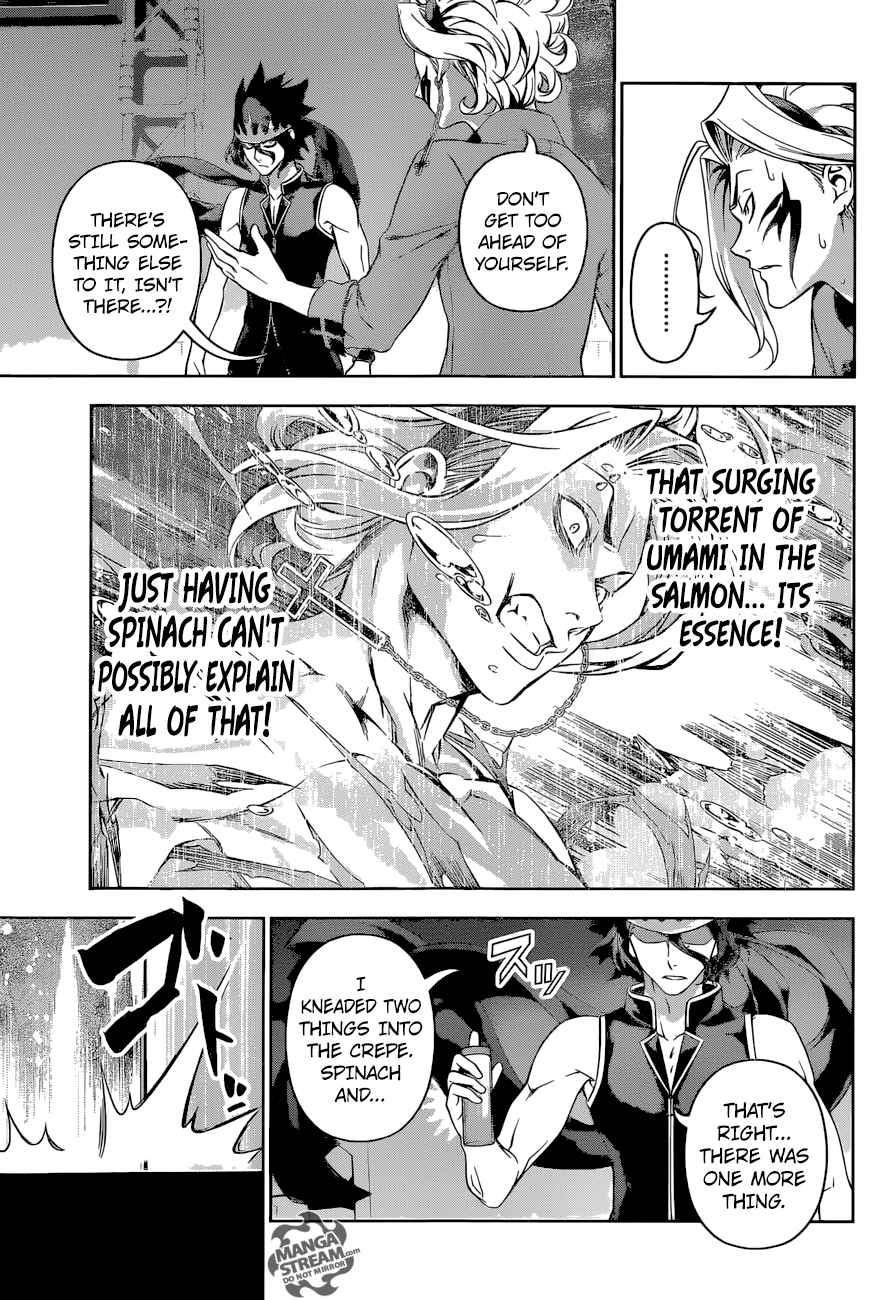 .........
DON'T
GET TOO
AHEAD OF
YOURSELF.
THERE'S
STILL SOME-
THING ELSE
TO IT, ISN'T
THERE...?!
THAT SURGING
TORRENT OF
UMAMI IN THE
SALMON... ITS
ESSENCE!
JUST HAVING
SPINACH CAN'T
POSSIBLY EXPLAIN
ALL OF THAT!
THAT'S
RIGHT...
THERE WAS
ONE MORE
THING.
スッ
I
KNEADED TWO
THINGS INTO
THE CREPE.
SPINACH
AND...
ゴト
MANGA
STREAM.com
DO NOT MIRROR!